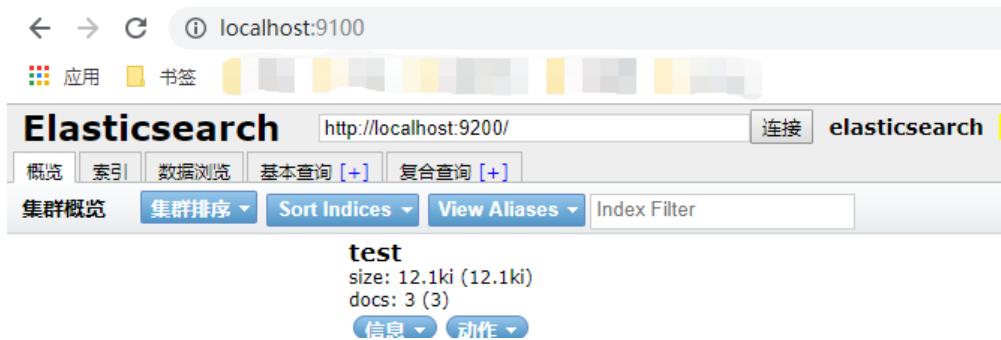 localhost:9100
应用 书签
Elasticsearch http://localhost:9200/ 连接 elasticsearch
概览 索引 数据浏览 基本查询 [+] 复合查询 [+]
集群概览 集群排序 Sort Indices View Aliases Index Filter
test
size: 12.1ki (12.1ki)
docs: 3 (3)
信息 动作